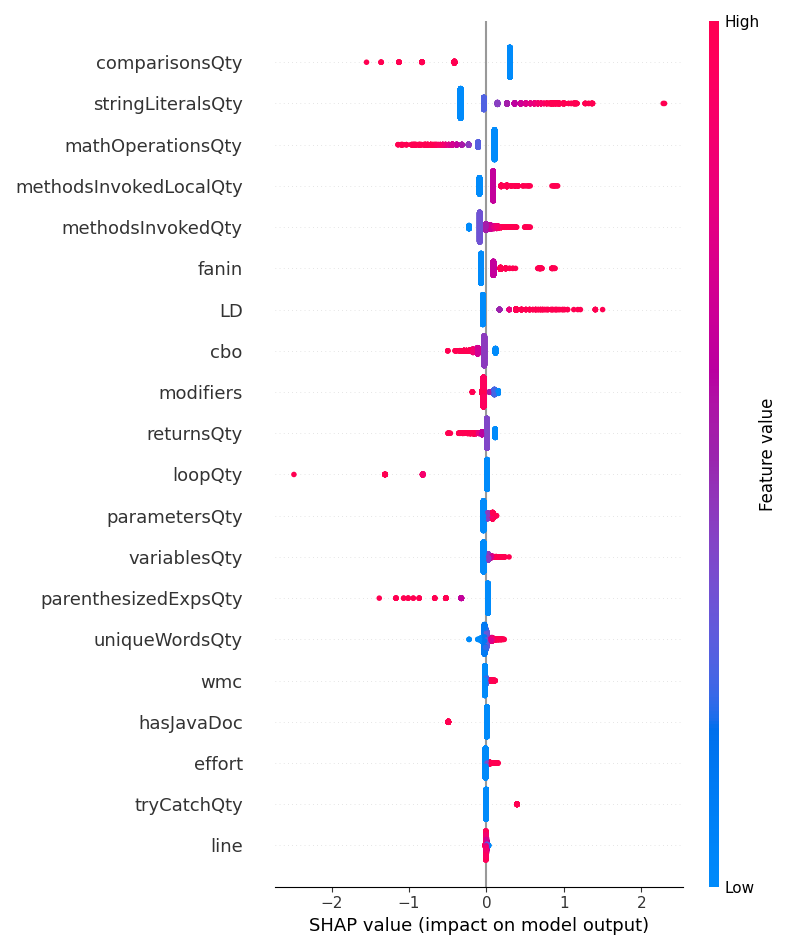 High
comparisonsQty
stringLiteralsQty
mathOperationsQty
methodsInvokedLocalQty
methodsInvokedQty
fanin
LD
cbo
modifiers
returnsQty
loopQty
parametersQty
variablesQty
parenthesizedExpsQty
uniqueWordsQty
wmc
hasJavaDoc
effort
tryCatchQty
line
Feature value
Low
−2 −1 0 1 2
SHAP value (impact on model output)